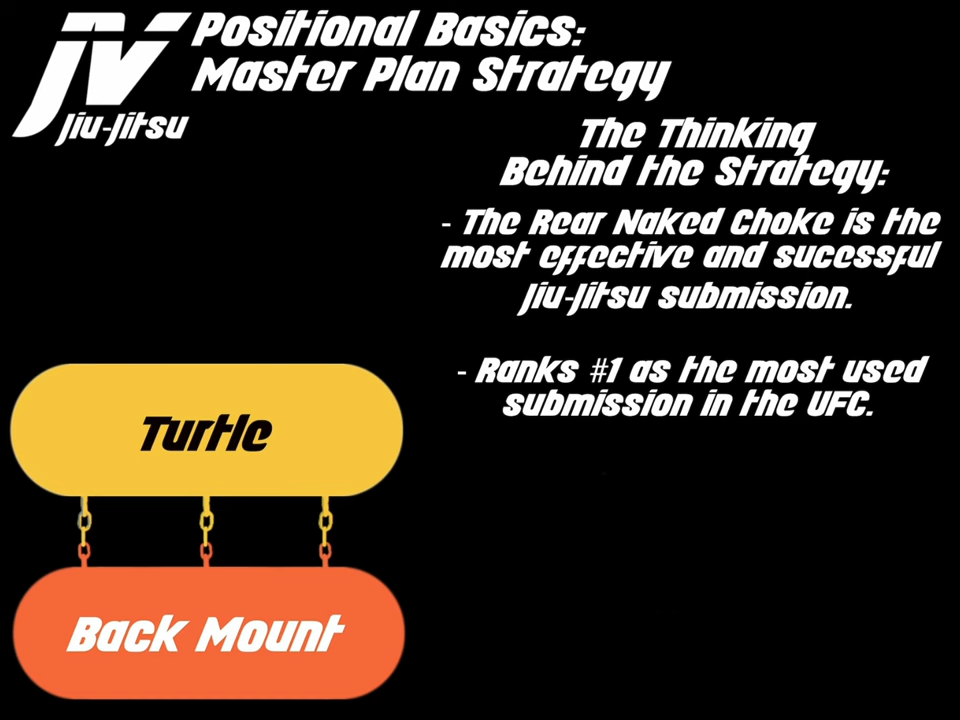 JV
Jiu-Jitsu
Positional Basics:
Master Plan Strategy
The Thinking
Behind the Strategy:
- The Rear Naked Choke is the
most effective and sucessful
Jiu-Jitsu submission.
- Ranks #1 as the most used
submission in the UFC.
Turtle
Back Mount